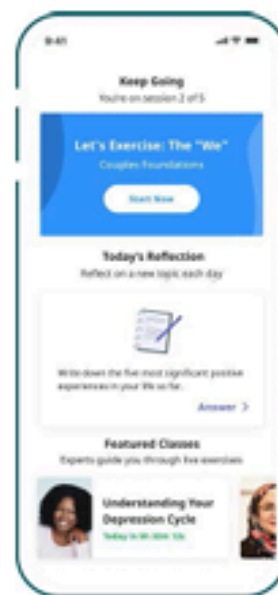 9:41
Keep Going
You're on session 2 of 5
Let's Exercise: The "We"
Couples Foundations
Start Now
Today's Reflection
Reflect on a new topic each day
Write down the five most significant positive
experiences in your life so far.
Answer >
Featured Classes
Experts guide you through live exercises
Understanding Your
Depression Cycle
Today in